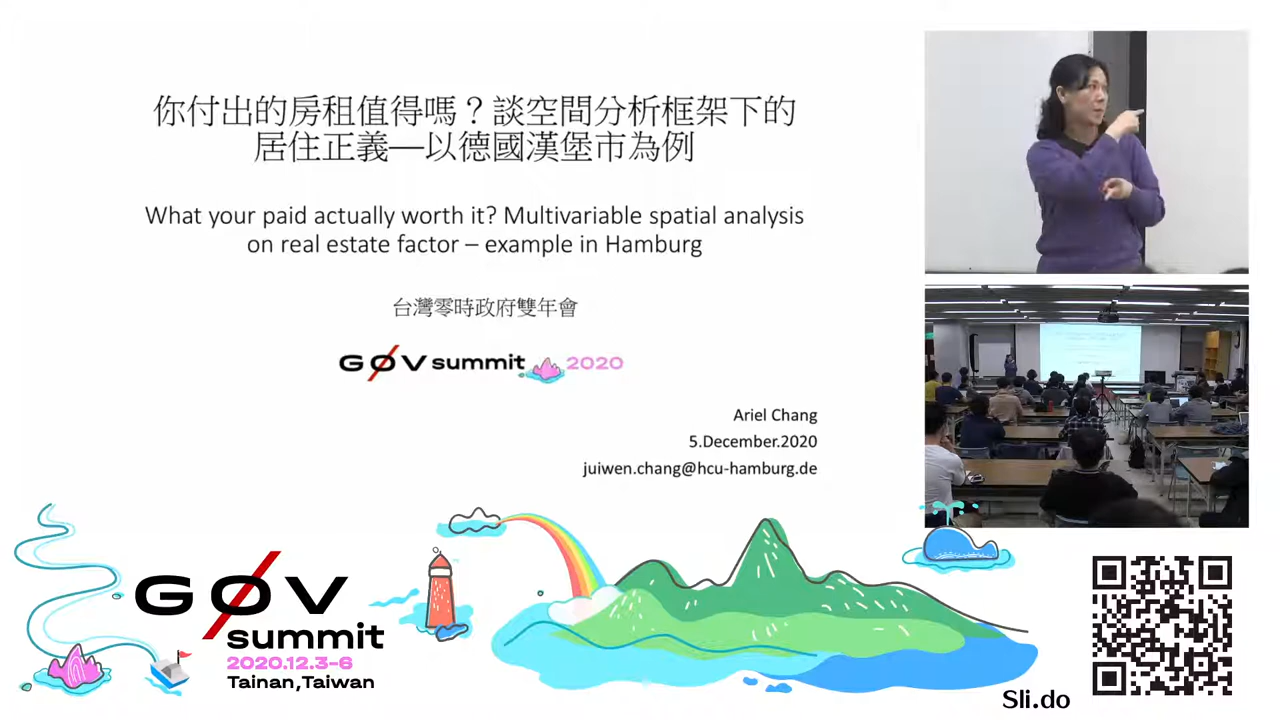 你付出的房租值得嗎？談空間分析框架下的
居住正義—以德國漢堡市為例
What your paid actually worth it? Multivariable spatial analysis
on real estate factor – example in Hamburg
台灣零時政府雙年會
GØV summit 2020
Ariel Chang
5.December.2020
juiwen.chang@hcu-hamburg.de
GØV
summit
2020.12.3-6
Tainan,Taiwan
Sli.do